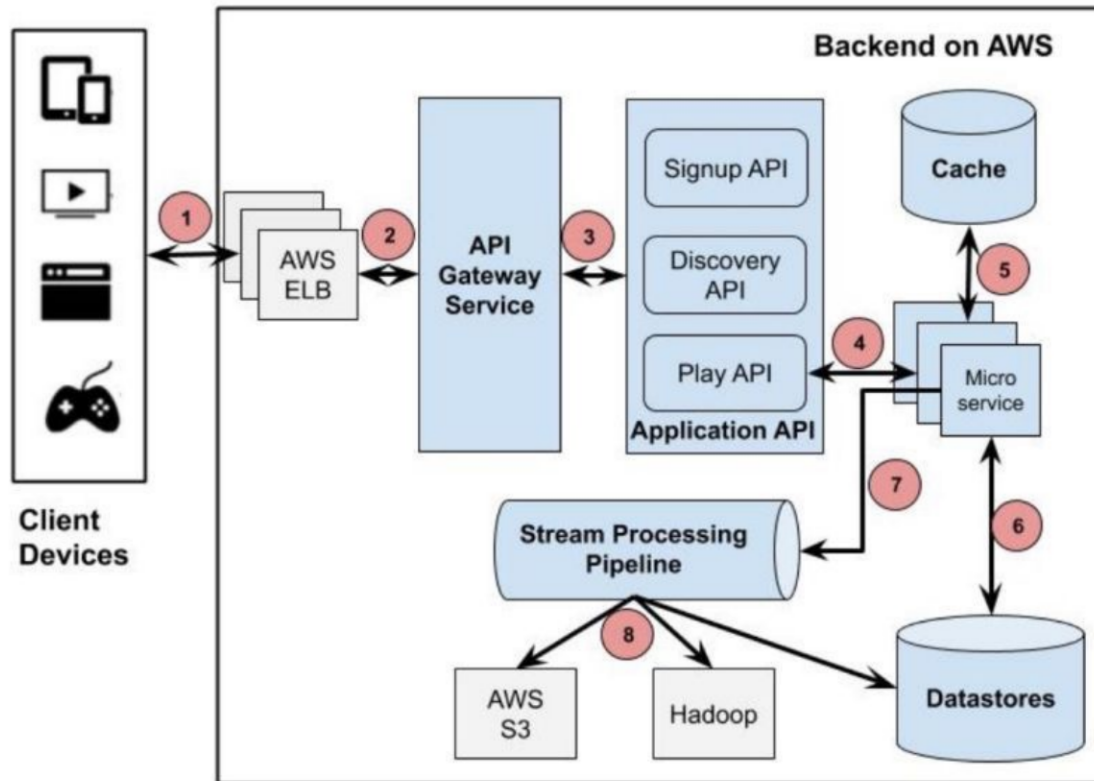 Backend on AWS
Client
Devices
1
AWS
ELB
2
API
Gateway
Service
3
Signup API
Discovery
API
Play API
Application API
4
Cache
5
Micro
service
6
7
Stream Processing
Pipeline
8
AWS
S3
Hadoop
Datastores